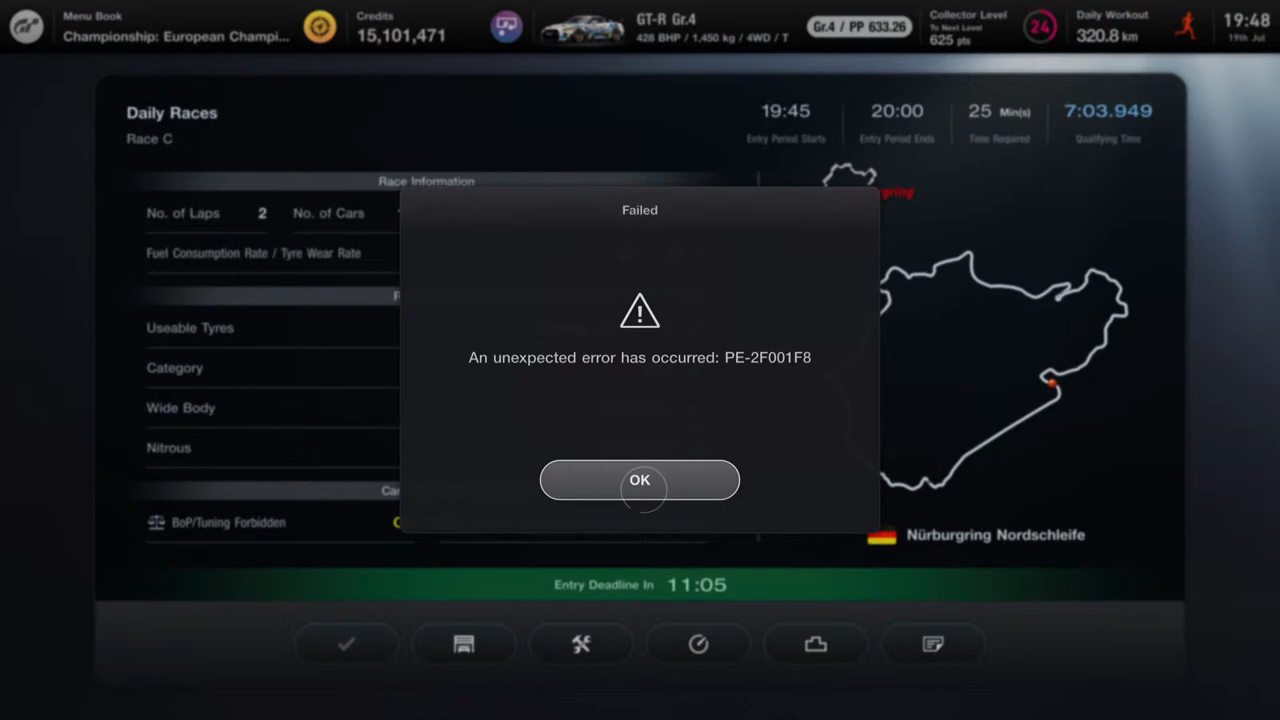 Menu Book
Championship: European Champi...
Credits
15,101,471
GT-R Gr.4
428 BHP / 1,450 kg / 4WD / T
Gr.4 / PP 633.26
Collector Level
To Next Level
625 pts
24
Daily Workout
320.8 km
19:48
19th Jul
Daily Races
Race C
19:45
Entry Period Starts
20:00
Entry Period Ends
25 Min(s)
Time Required
7:03.949
Qualifying Time
Race Information
No. of Laps 2 No. of Cars
Fuel Consumption Rate / Tyre Wear Rate
Useable Tyres
Category
Wide Body
Nitrous
BoP/Tuning Forbidden
Failed
An unexpected error has occurred: PE-2F001F8
OK
Nürburgring Nordschleife
Entry Deadline In 11:05